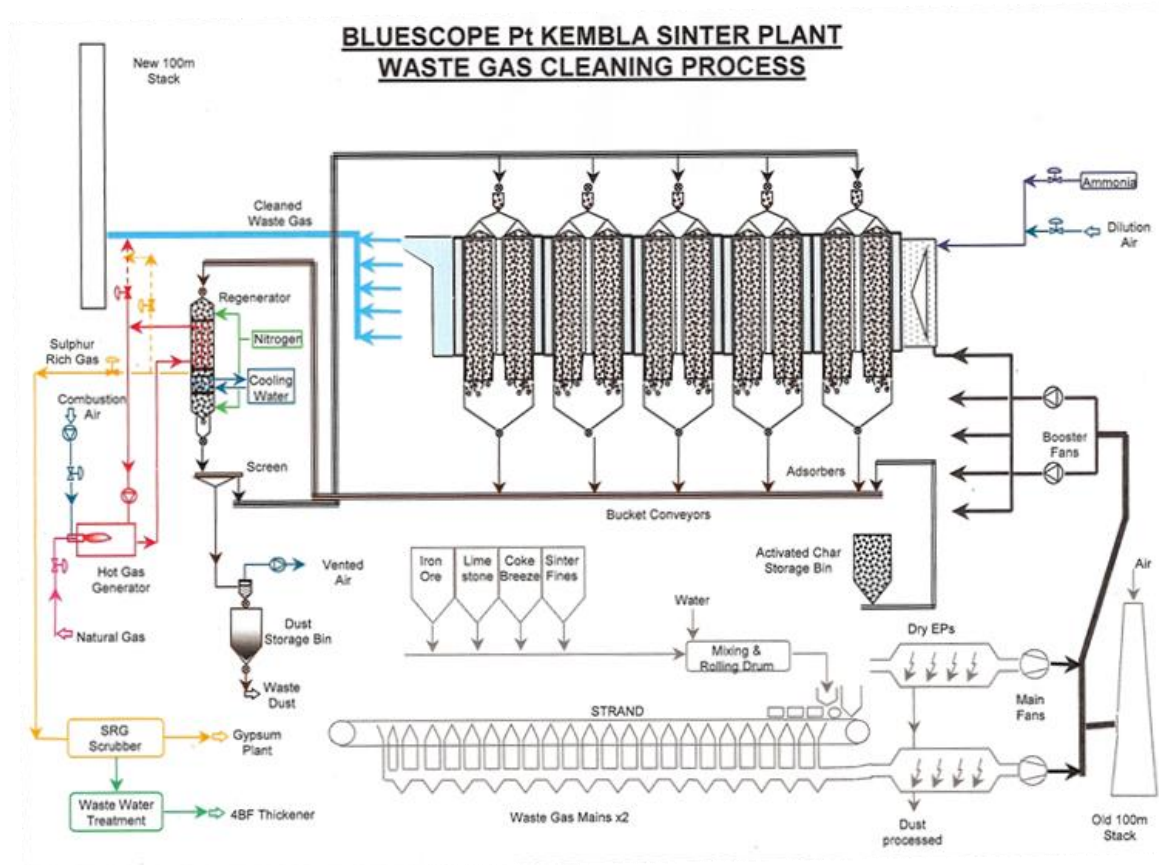 BLUESCOPE Pt KEMBLA SINTER PLANT
WASTE GAS CLEANING PROCESS
New 100m
Stack
Cleaned
Waste Gas
Ammonia
Dilution
Air
Regenerator
Nitrogen
Sulphur
Rich Gas
Cooling
Water
Combustion
Air
Booster
Fans
Screen
Adsorbers
Bucket Conveyors
Hot Gas
Generator
Vented
Air
Iron
Ore
Lime
stone
Coke
Breeze
Sinter
Fines
Activated Char
Storage Bin
Air
Natural Gas
Dust
Storage Bin
Water
Mixing &
Rolling Drum
Dry EPs
Waste
Dust
Main
Fans
STRAND
SRG
Scrubber
Gypsum
Plant
Waste Water
Treatment
4BF Thickener
Waste Gas Mains x2
Dust
processed
Old 100m
Stack